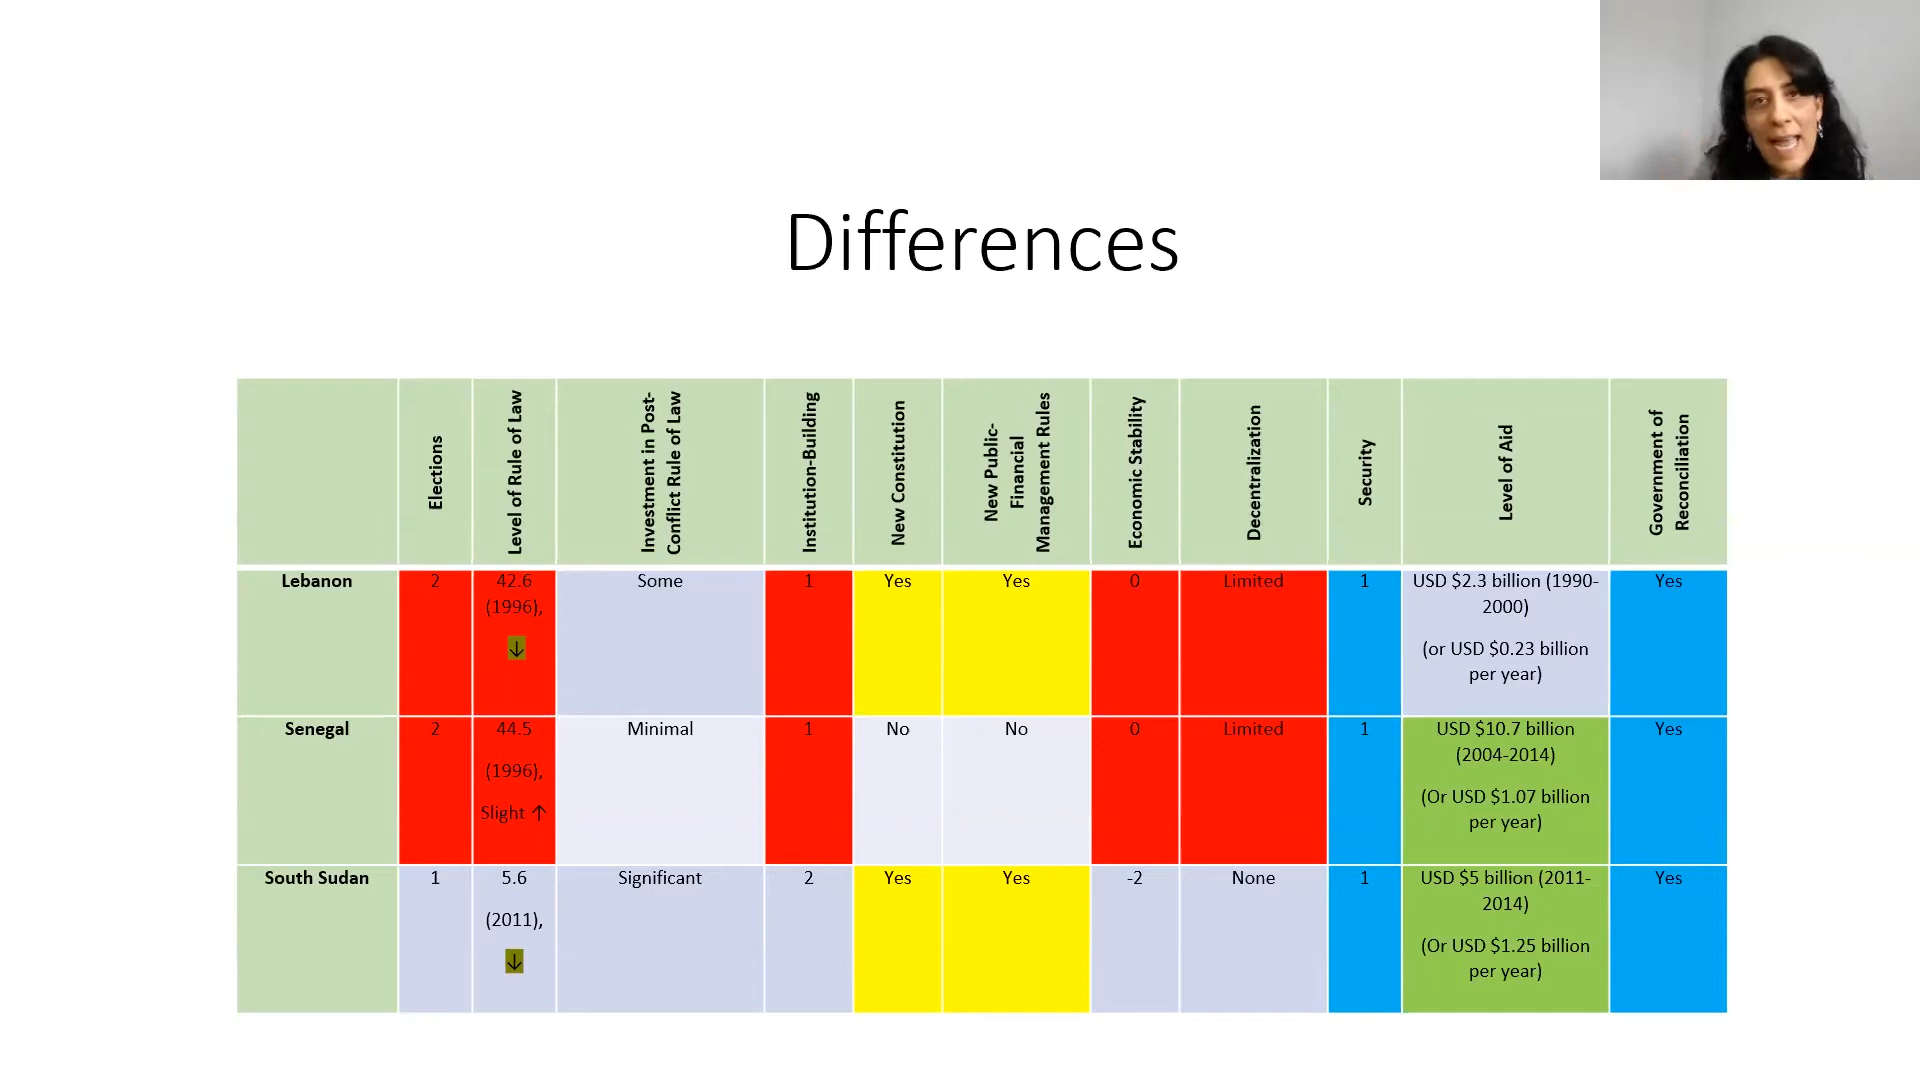 Differences
Elections
Level of Rule of Law
Investment in Post-
Conflict Rule of Law
Institution-Building
New Constitution
New Public-
Financial
Management Rules
Economic Stability
Decentralization
Security
Level of Aid
Government of
Reconciliation
Lebanon
2
42.6
(1996),
↓
Some
1
Yes
Yes
0
Limited
1
USD $2.3 billion (1990-
2000)
(or USD $0.23 billion
per year)
Yes
Senegal
2
44.5
(1996),
Slight ↑
Minimal
1
No
No
0
Limited
1
USD $10.7 billion
(2004-2014)
(Or USD $1.07 billion
per year)
Yes
South Sudan
1
5.6
(2011),
↓
Significant
2
Yes
Yes
-2
None
1
USD $5 billion (2011-
2014)
(Or USD $1.25 billion
per year)
Yes